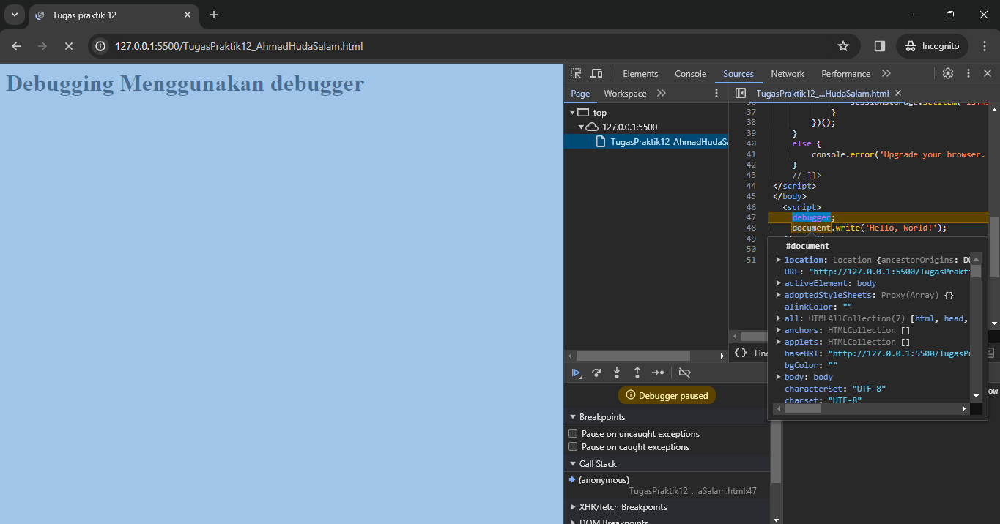 Tugas praktik 12
127.0.0.1:5500/TugasPraktik12_AhmadHudaSalam.html
Incognito
Debugging Menggunakan debugger
Elements
Console
Sources
Network
Performance
Page
Workspace
TugasPraktik12_...HudaSalam.html
top
127.0.0.1:5500
TugasPraktik12_AhmadHudaSa
37 }
38 })();
39 }
40 else {
41 console.error('Upgrade your browser.
42 }
43 // ]]>
44 </script>
45 </body>
46 <script>
47 debugger;
48 document.write('Hello, World!');
49
50
51
#document
location: Location {ancestorOrigins: DO
URL: "http://127.0.0.1:5500/TugasPrakti
activeElement: body
adoptedStyleSheets: Proxy(Array) {}
alinkColor: ""
all: HTMLAllCollection(7) [html, head,
anchors: HTMLCollection []
applets: HTMLCollection []
baseURI: "http://127.0.0.1:5500/TugasPr
bgColor: ""
body: body
characterSet: "UTF-8"
charset: "UTF-8"
{} Line
Debugger paused
ow
Breakpoints
Pause on uncaught exceptions
Pause on caught exceptions
Call Stack
(anonymous)
TugasPraktik12_...aSalam.html:47
XHR/fetch Breakpoints
DOM Breakpoints